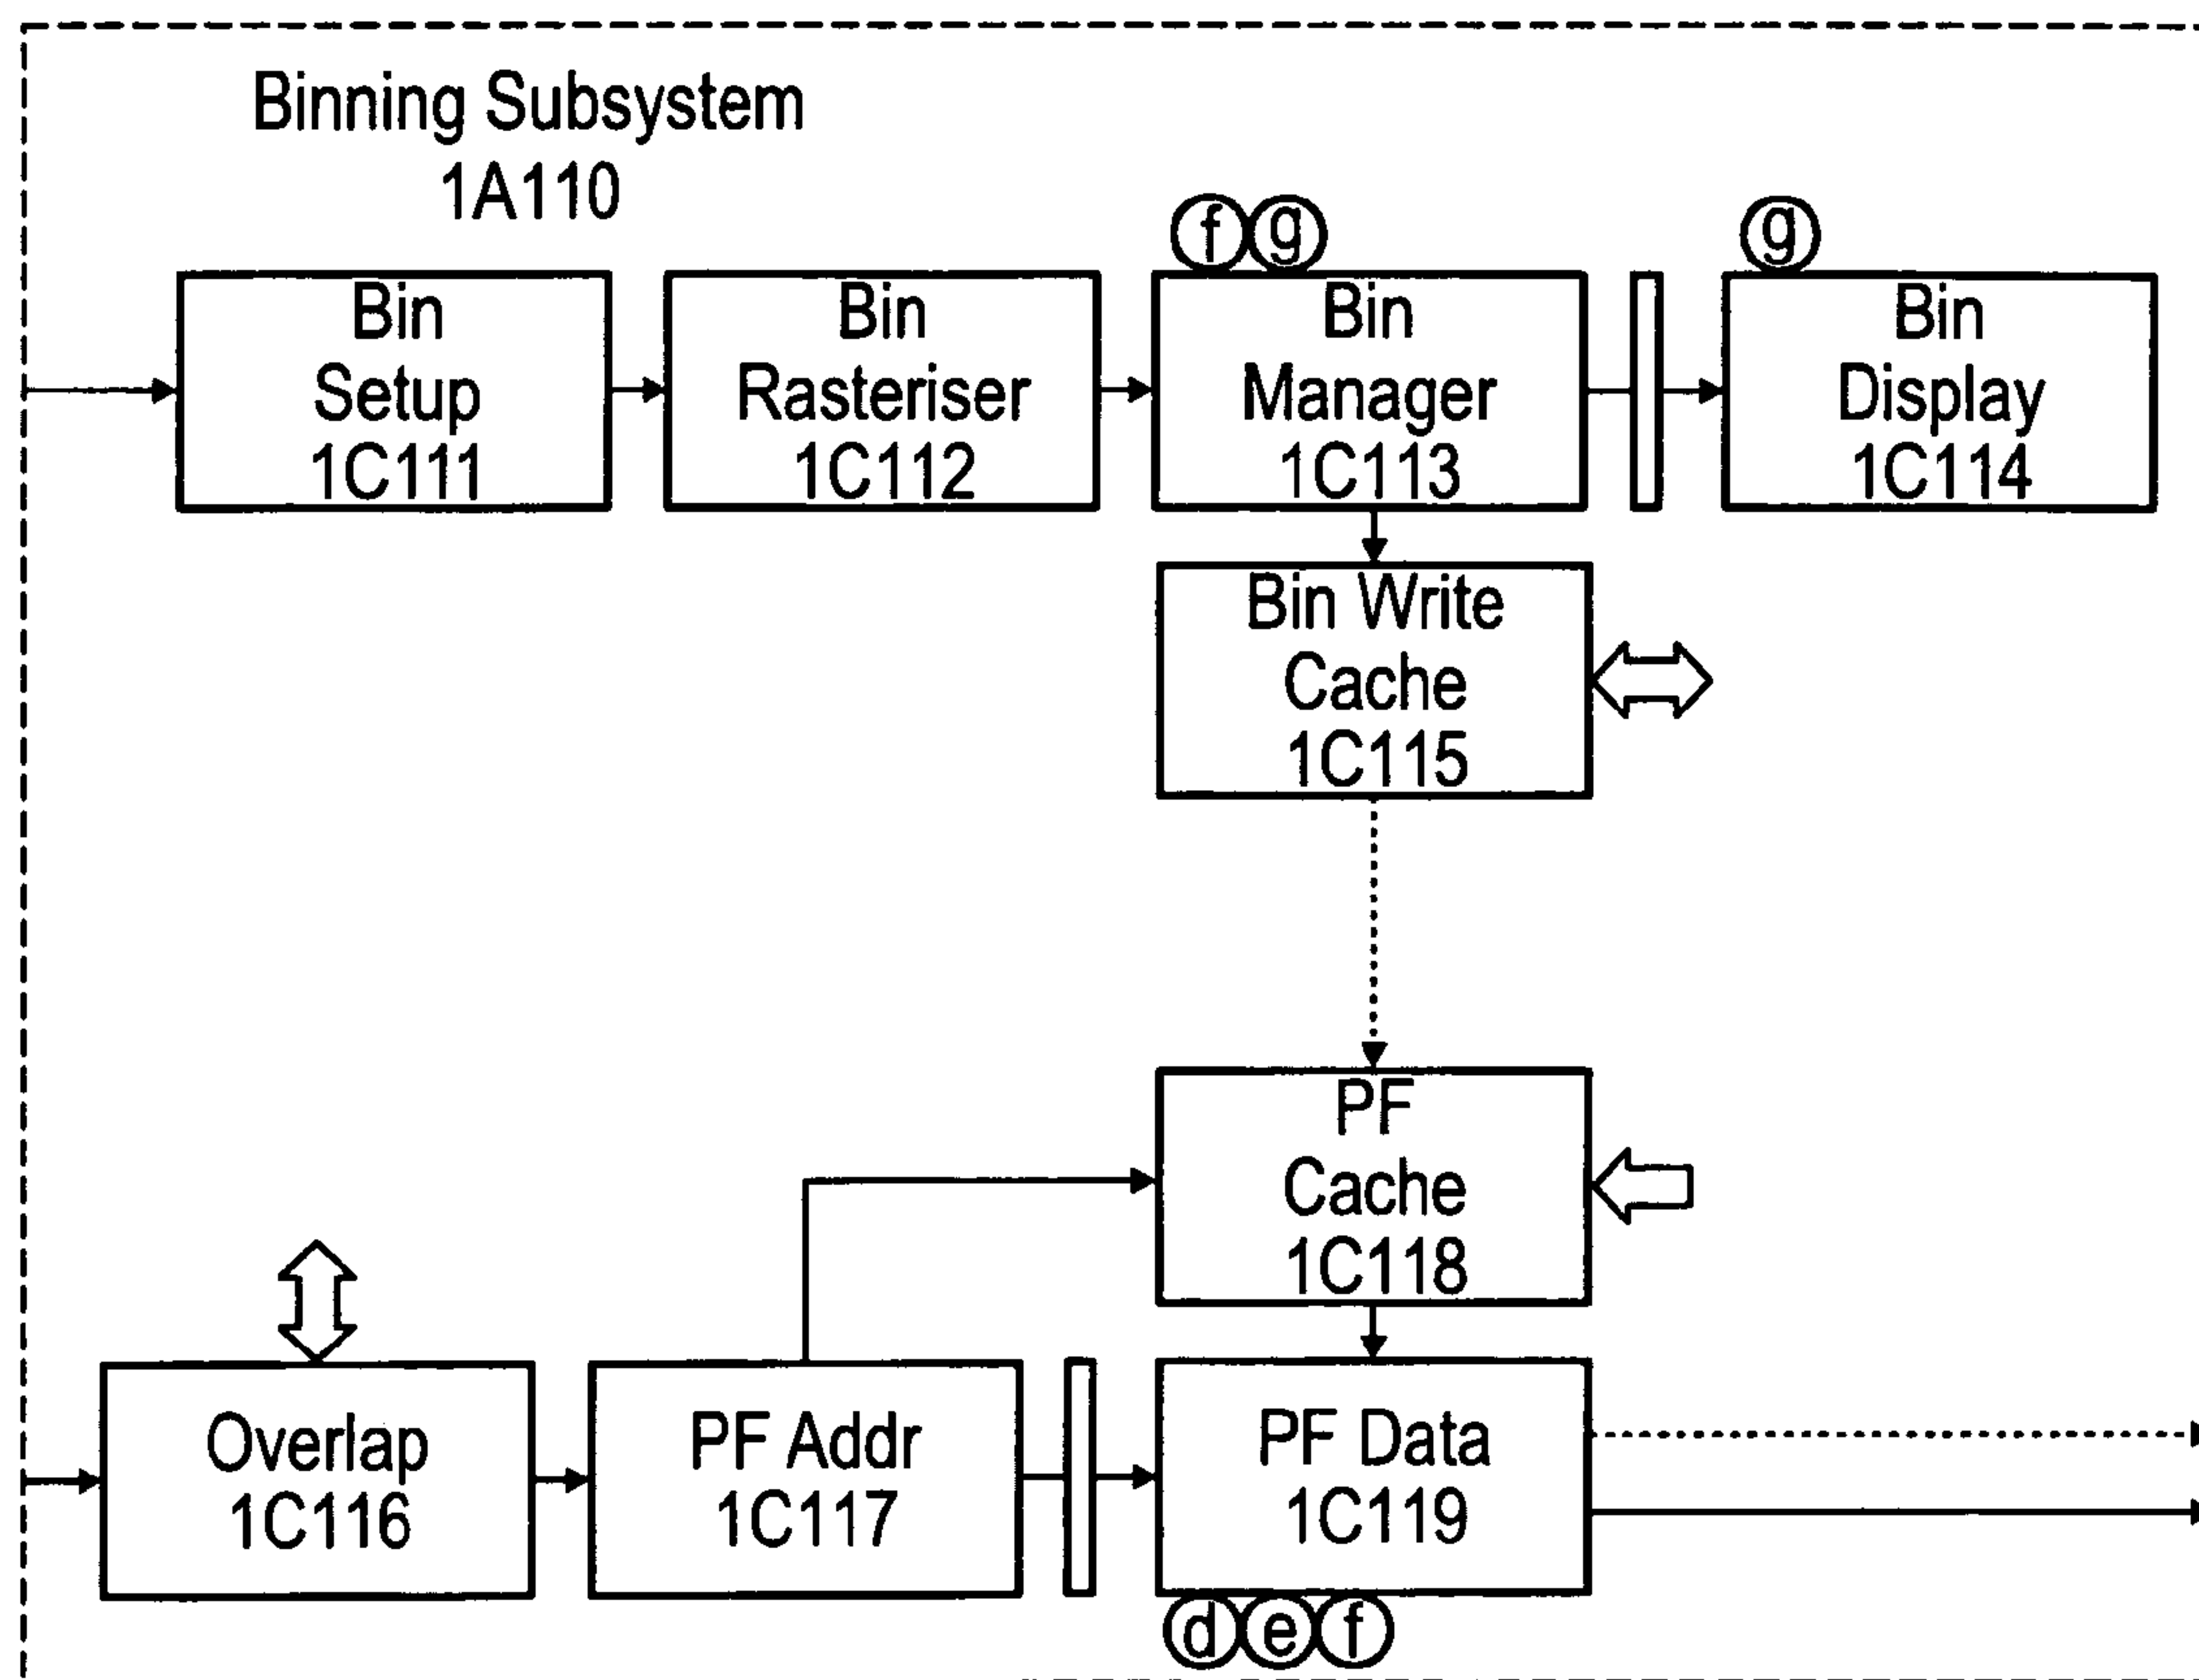 Binning Subsystem
1A110
f g
g
Bin
Setup
1C111
Bin
Rasteriser
1C112
Bin
Manager
1C113
Bin
Display
1C114
Bin Write
Cache
1C115
PF
Cache
1C118
Overlap
1C116
PF Addr
1C117
PF Data
1C119
d e f